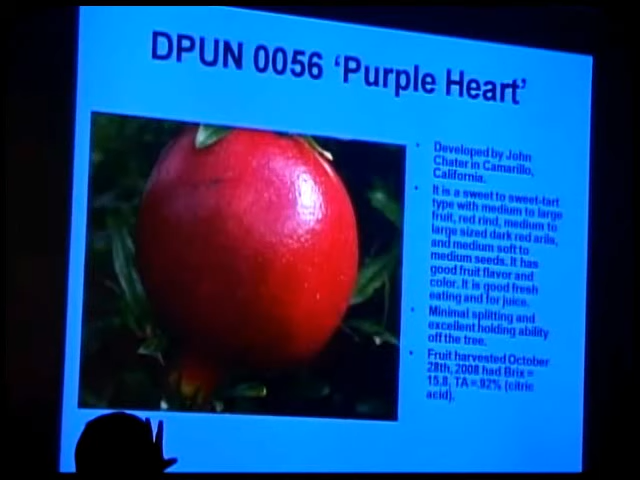 DPUN 0056 ‘Purple Heart’
• Developed by John
Chater in Camarillo,
California.
• It is a sweet to sweet-tart
type with medium to large
fruit, red rind, medium to
large sized dark red arils,
and medium soft to
medium seeds. It has
good fruit flavor and
color. It is good fresh
eating and for juice.
• Minimal splitting and
excellent holding ability
off the tree.
• Fruit harvested October
28th, 2008 had Brix =
15.8, TA = .92% (citric
acid).